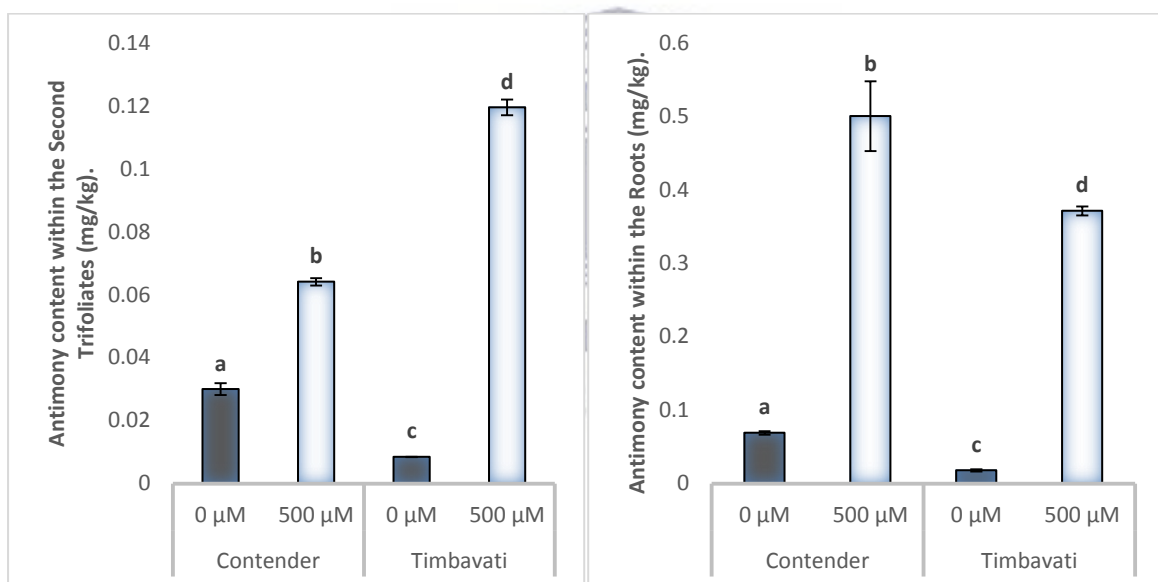 Antimony content within the Second
Trifoliates (mg/kg).
0.14
0.12
0.1
0.08
0.06
0.04
0.02
0
a
b
c
d
0 µM 500 µM 0 µM 500 µM
Contender Timbavati
Antimony content within the Roots (mg/kg).
0.6
0.5
0.4
0.3
0.2
0.1
0
a
b
c
d
0 µM 500 µM 0 µM 500 µM
Contender Timbavati